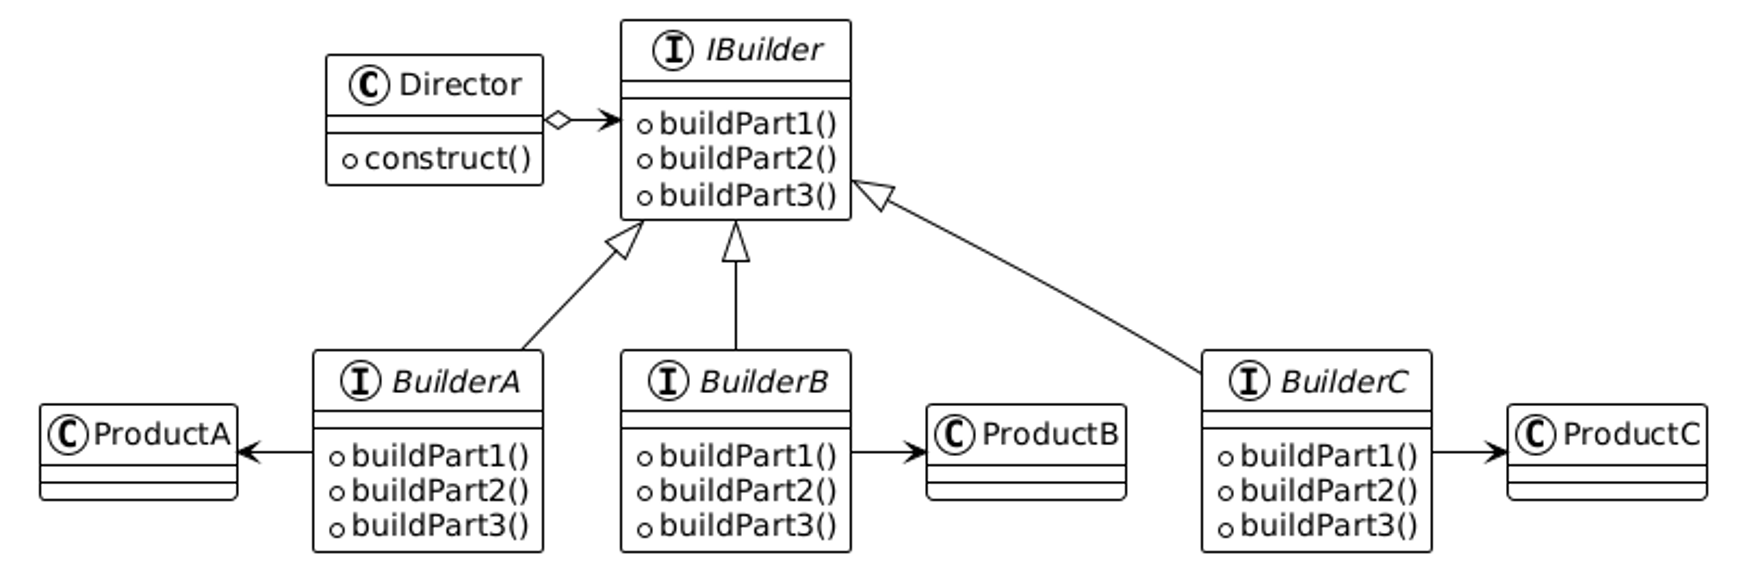 I IBuilder
buildPart1()
buildPart2()
buildPart3()
C Director
construct()
I BuilderA
buildPart1()
buildPart2()
buildPart3()
I BuilderB
buildPart1()
buildPart2()
buildPart3()
I BuilderC
buildPart1()
buildPart2()
buildPart3()
C ProductA
C ProductB
C ProductC